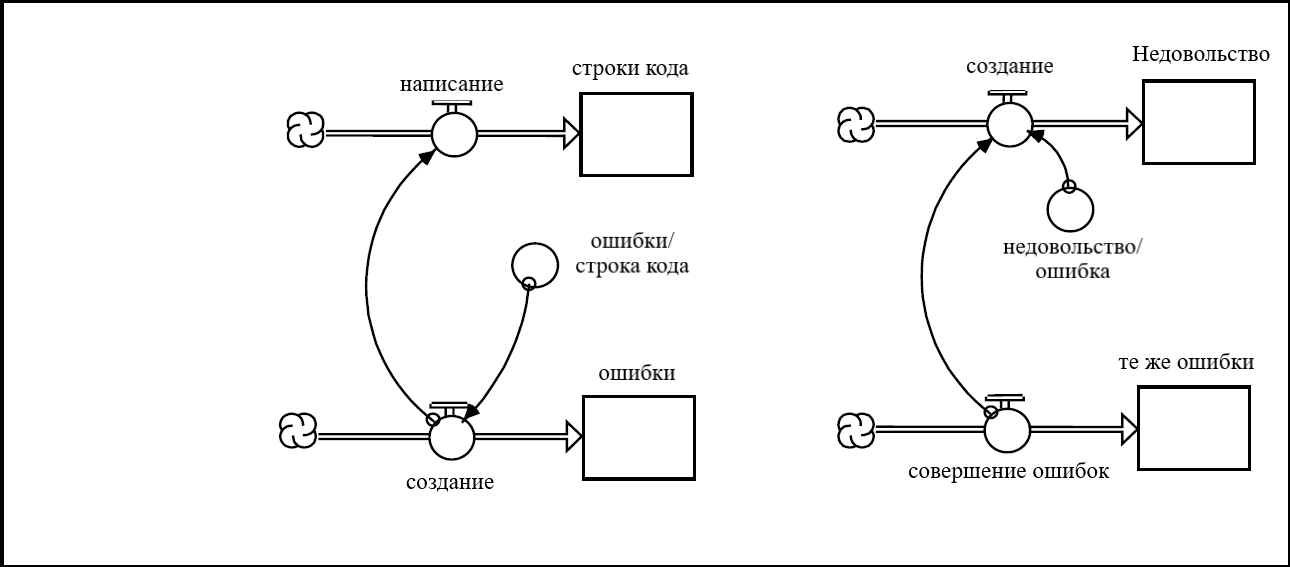 написание
строки кода
ошибки/
строка кода
ошибки
создание
создание
Недовольство
недовольство/
ошибка
те же ошибки
совершение ошибок